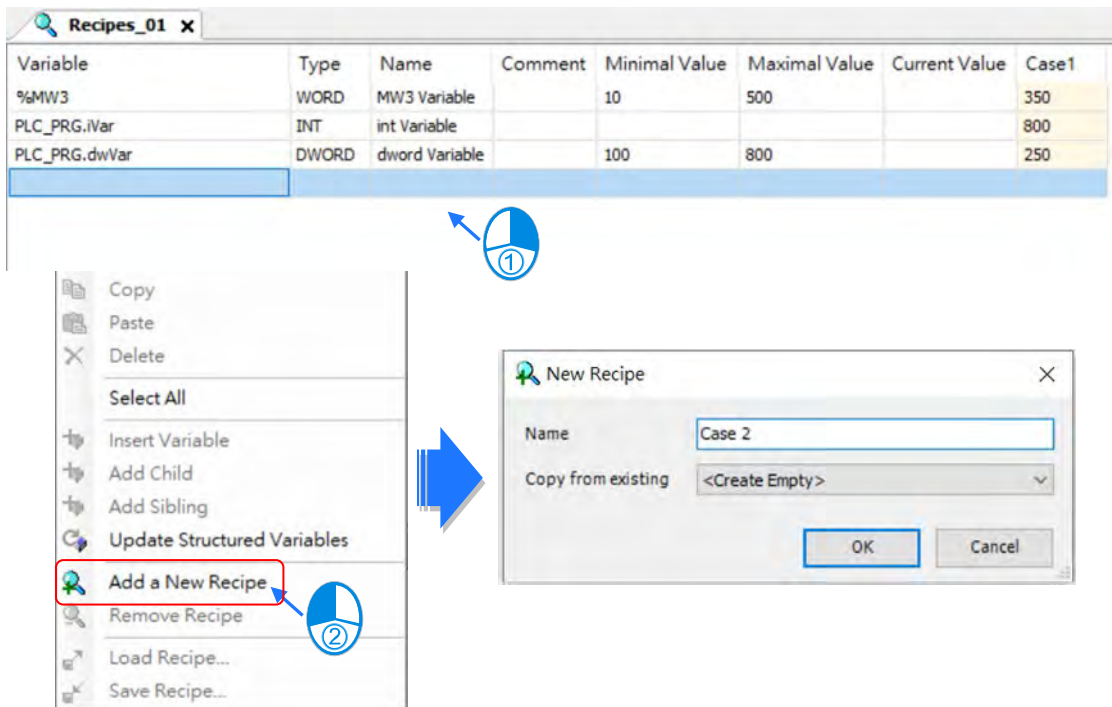 Recipes_01
Variable Type Name Comment Minimal Value Maximal Value Current Value Case1
%MW3 WORD MW3 Variable 10 500 350
PLC_PRG.iVar INT int Variable 800
PLC_PRG.dwVar DWORD dword Variable 100 800 250
①
Copy
Paste
Delete
Select All
Insert Variable
Add Child
Add Sibling
Update Structured Variables
Add a New Recipe
②
Remove Recipe
Load Recipe...
Save Recipe...
New Recipe
Name Case 2
Copy from existing <Create Empty>
OK Cancel